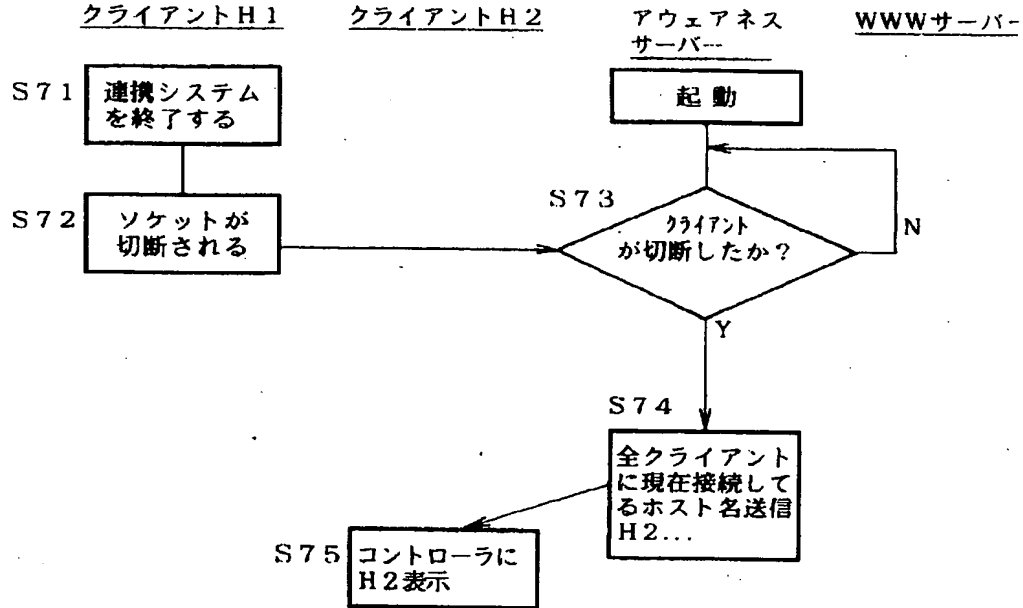 クライアントH1
クライアントH2
アウェアネス
サーバー
WWWサーバー
S71
連携システム
を終了する
起動
S72
ソケットが
切断される
S73
クライアント
が切断したか?
N
Y
S74
全クライアント
に現在接続して
るホスト名送信
H2...
S75
コントローラに
H2表示